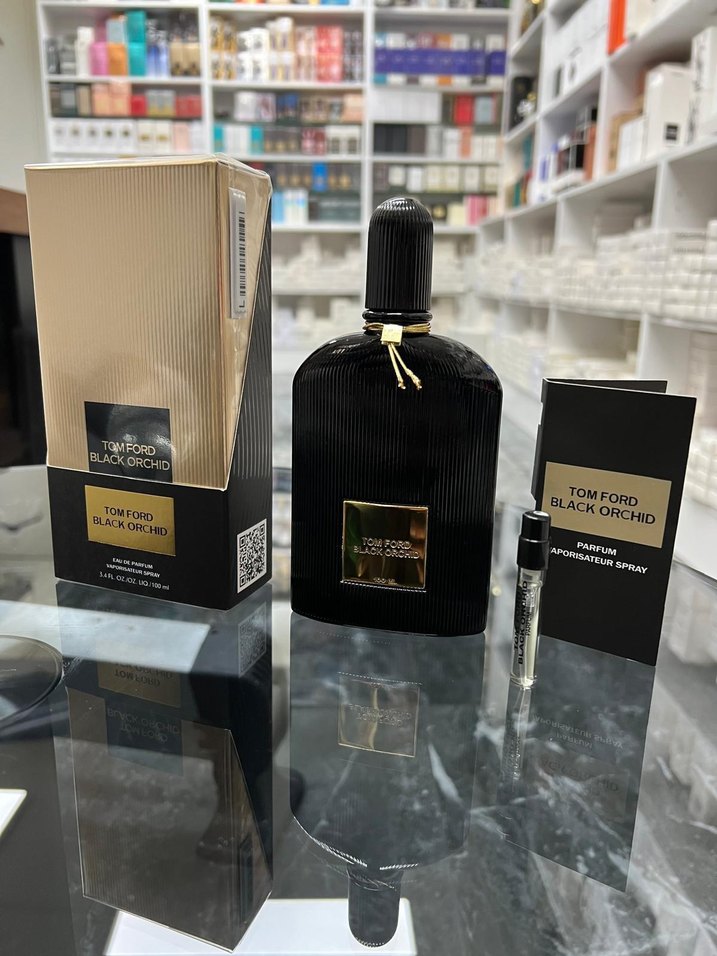 TOM FORD
BLACK ORCHID
TOM FORD
BLACK ORCHID
EAU DE PARFUM
VAPORISATEUR SPRAY
3.4 FL. OZ./OZ. LIQ./100 ml
TOM FORD
BLACK ORCHID
100 ML
TOM FORD
BLACK ORCHID
TOM FORD
BLACK ORCHID
PARFUM
VAPORISATEUR SPRAY